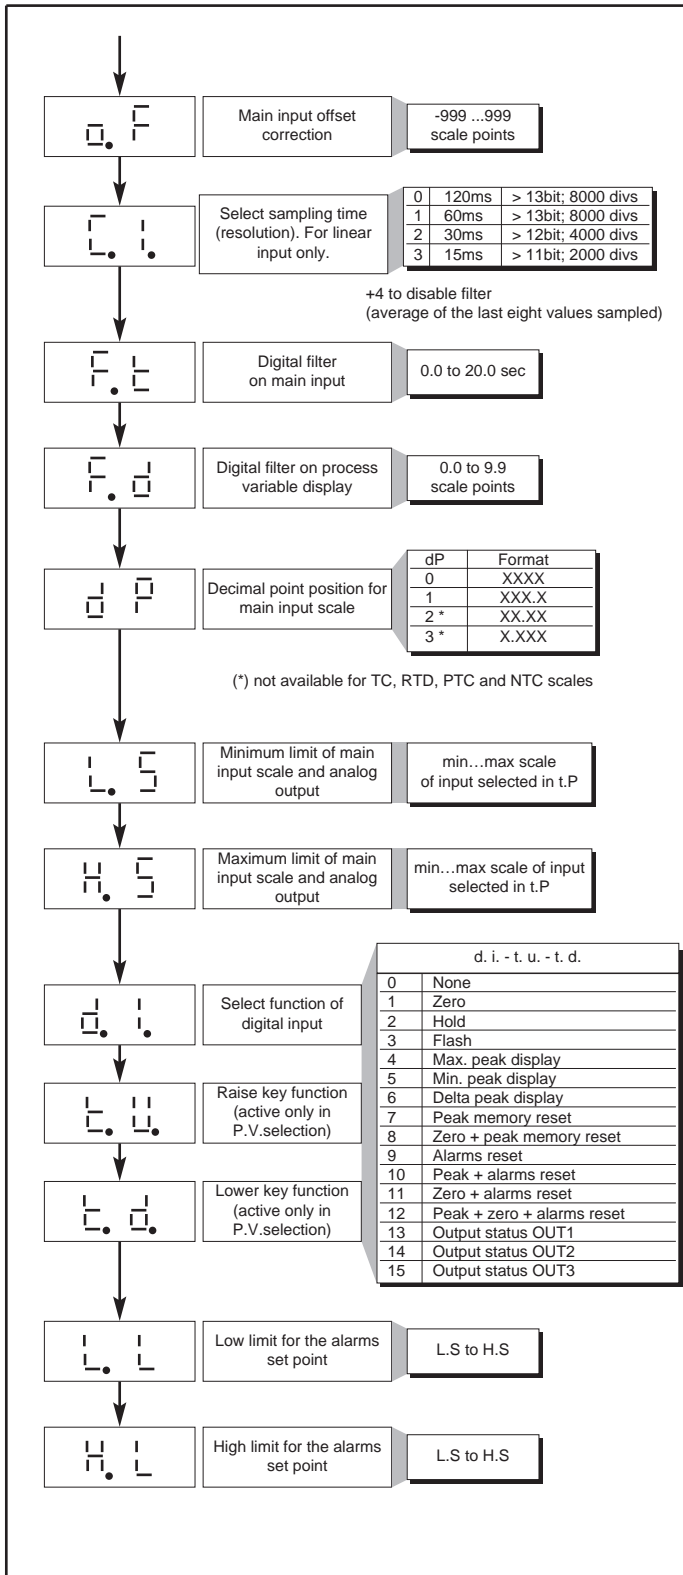 o. F
Main input offset
correction
-999 ...999
scale points
C. I.
Select sampling time
(resolution). For linear
input only.
0 120ms > 13bit; 8000 divs
1 60ms > 13bit; 8000 divs
2 30ms > 12bit; 4000 divs
3 15ms > 11bit; 2000 divs
+4 to disable filter
(average of the last eight values sampled)
F. t
Digital filter
on main input
0.0 to 20.0 sec
F. d
Digital filter on process
variable display
0.0 to 9.9
scale points
d P
Decimal point position for
main input scale
dP Format
0 XXXX
1 XXX.X
2 * XX.XX
3 * X.XXX
(*) not available for TC, RTD, PTC and NTC scales
L. S
Minimum limit of main
input scale and analog
output
min…max scale
of input selected in t.P
H. S
Maximum limit of main
input scale and analog
output
min…max scale of input
selected in t.P
d. I.
Select function of
digital input
t. U.
Raise key function
(active only in
P.V.selection)
t. d.
Lower key function
(active only in
P.V.selection)
d. i. - t. u. - t. d.
0 None
1 Zero
2 Hold
3 Flash
4 Max. peak display
5 Min. peak display
6 Delta peak display
7 Peak memory reset
8 Zero + peak memory reset
9 Alarms reset
10 Peak + alarms reset
11 Zero + alarms reset
12 Peak + zero + alarms reset
13 Output status OUT1
14 Output status OUT2
15 Output status OUT3
L. L
Low limit for the alarms
set point
L.S to H.S
H. L
High limit for the alarms
set point
L.S to H.S